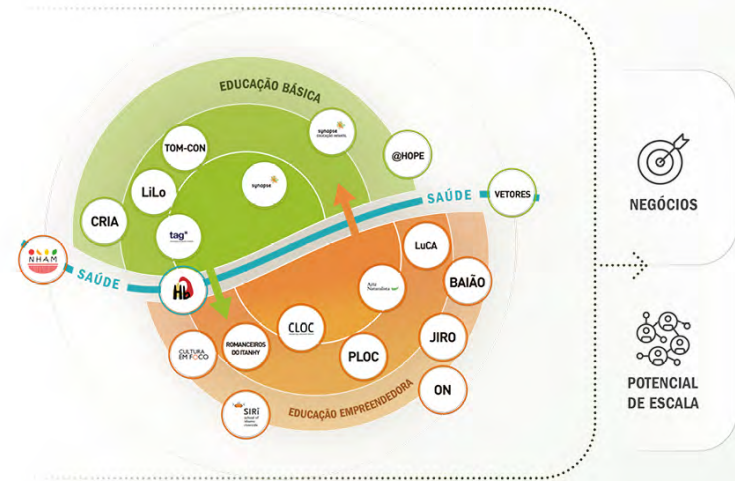 EDUCAÇÃO BÁSICA
TOM-CON
synapse
@HOPE
LiLo
synapse
SAÚDE
VETORES
CRIA
tag*
NHAM
SAÚDE
Hb
LuCA
BAIÃO
Arte
Naturalista
CLOC
ROMANCEIROS
DO ITANHY
CULTURA
EM FOCO
PLOC
JIRO
ON
SIRi
EDUCAÇÃO EMPREENDEDORA
NEGÓCIOS
POTENCIAL
DE ESCALA